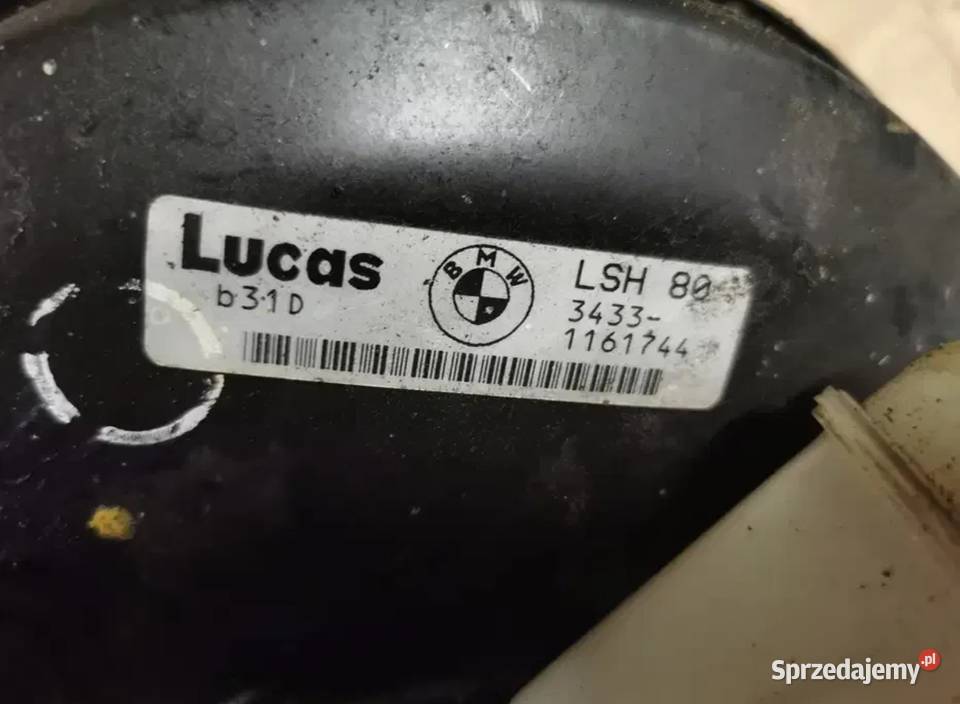 Lucas
b31D
BMW
LSH 80
3433-
1161744
Sprzedajemy.pl